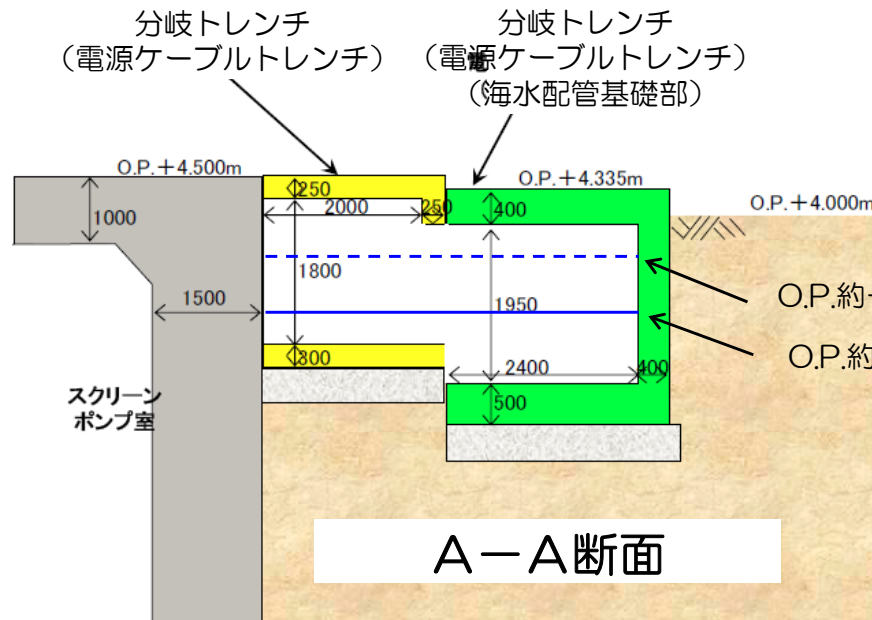 分岐トレンチ
（電源ケーブルトレンチ）
分岐トレンチ
（電源ケーブルトレンチ）
（海水配管基礎部）
O.P.＋4.500m
O.P.＋4.335m
O.P.＋4.000m
250
2000
250
400
1000
1800
1500
1950
O.P.約
O.P.約
300
2400
400
500
スクリーン
ポンプ室
A－A断面